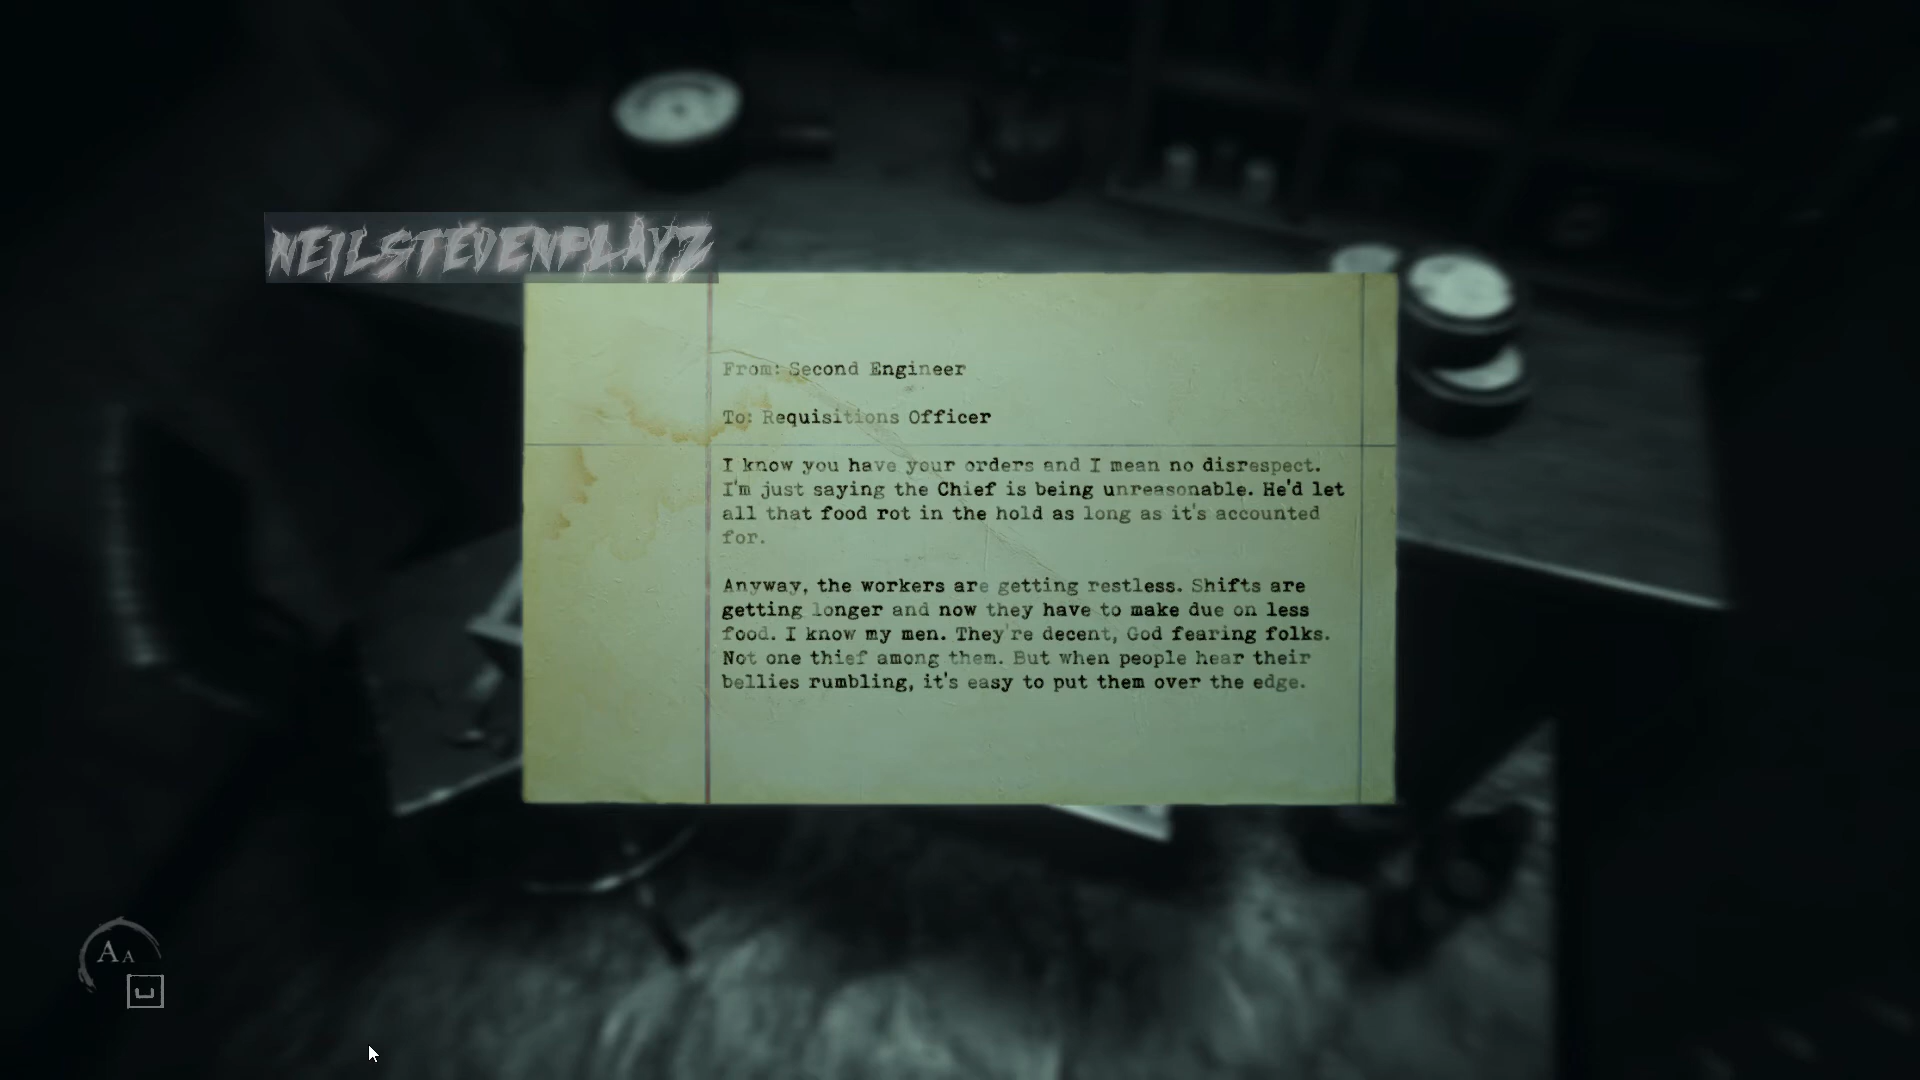 NEILSTEVENPLAYZ
From: Second Engineer
To: Requisitions Officer
I know you have your orders and I mean no disrespect.
I'm just saying the Chief is being unreasonable. He'd let
all that food rot in the hold as long as it's accounted
for.
Anyway, the workers are getting restless. Shifts are
getting longer and now they have to make due on less
food. I know my men. They're decent, God fearing folks.
Not one thief among them. But when people hear their
bellies rumbling, it's easy to put them over the edge.
AA